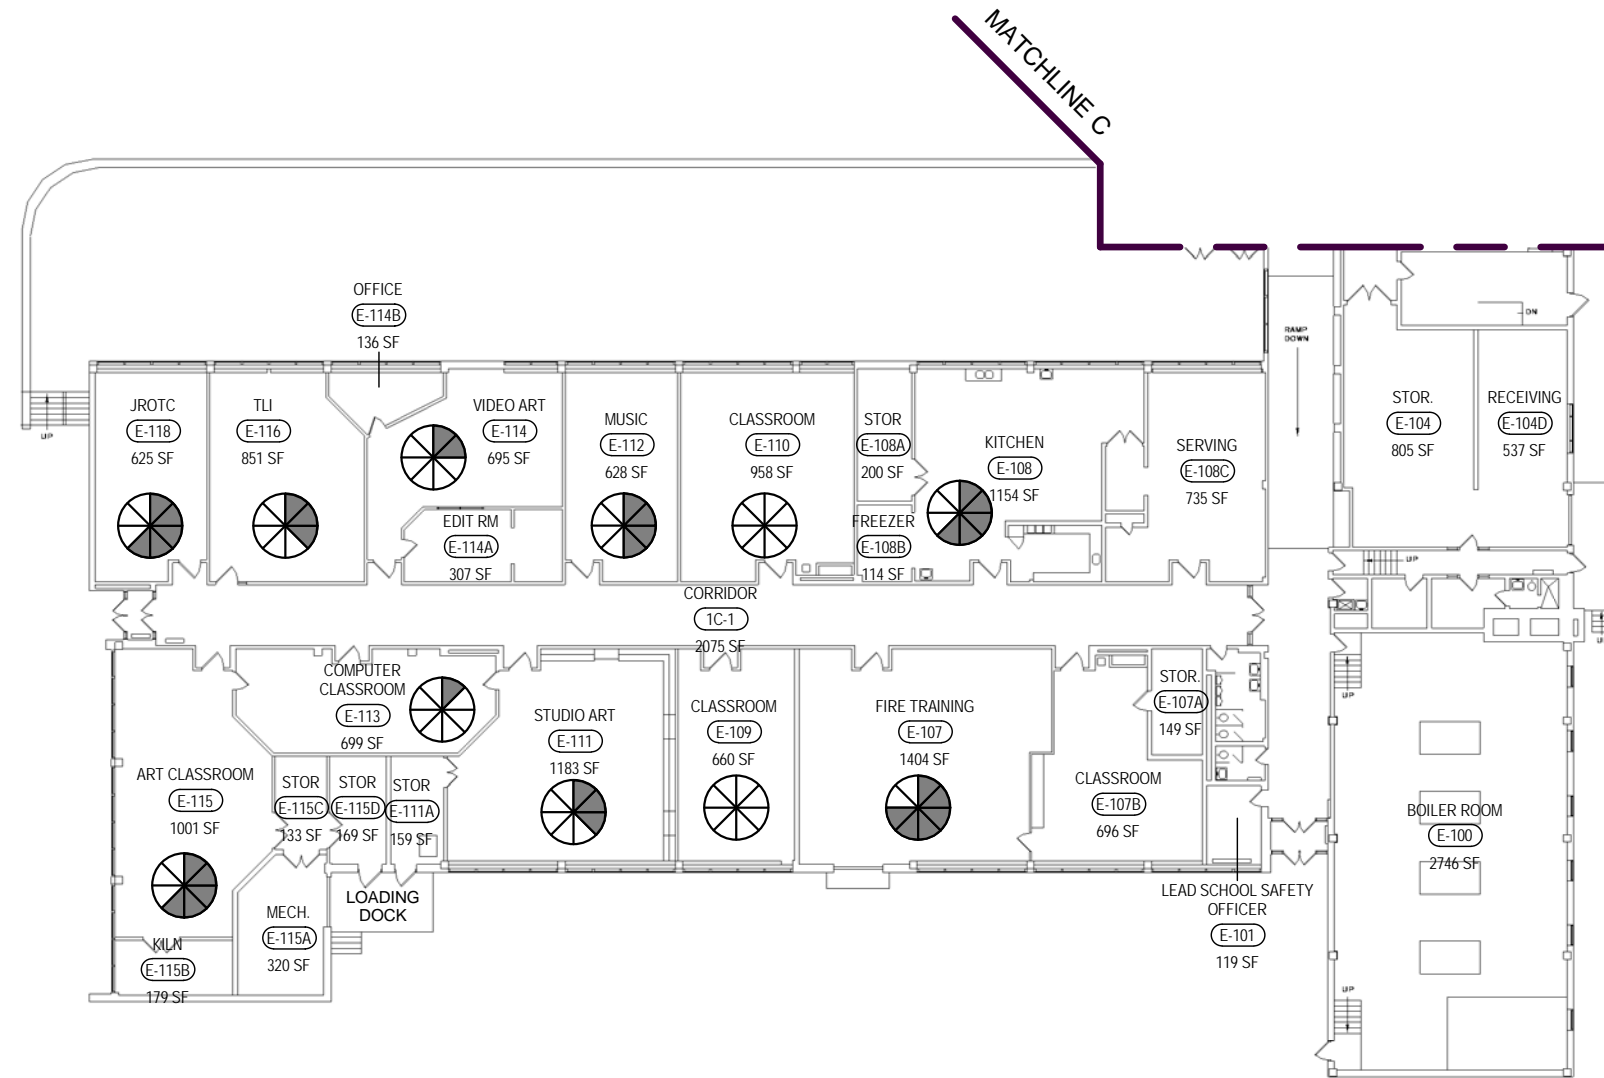 MATCHLINE C
OFFICE
E-114B
136 SF
JROTC
E-118
625 SF
TLI
E-116
851 SF
VIDEO ART
E-114
695 SF
EDIT RM
E-114A
307 SF
MUSIC
E-112
628 SF
CLASSROOM
E-110
958 SF
STOR
E-108A
200 SF
FREEZER
E-108B
114 SF
KITCHEN
E-108
1154 SF
SERVING
E-108C
735 SF
RAMP
DOWN
DN
STOR.
E-104
805 SF
RECEIVING
E-104D
537 SF
UP
UP
CORRIDOR
1C-1
2075 SF
COMPUTER
CLASSROOM
E-113
699 SF
STUDIO ART
E-111
1183 SF
CLASSROOM
E-109
660 SF
FIRE TRAINING
E-107
1404 SF
STOR.
E-107A
149 SF
CLASSROOM
E-107B
696 SF
ART CLASSROOM
E-115
1001 SF
STOR
E-115C
133 SF
STOR
E-115D
169 SF
STOR
E-111A
159 SF
UP
BOILER ROOM
E-100
2746 SF
LOADING
DOCK
MECH.
E-115A
320 SF
KILN
E-115B
179 SF
LEAD SCHOOL SAFETY
OFFICER
E-101
119 SF
UP